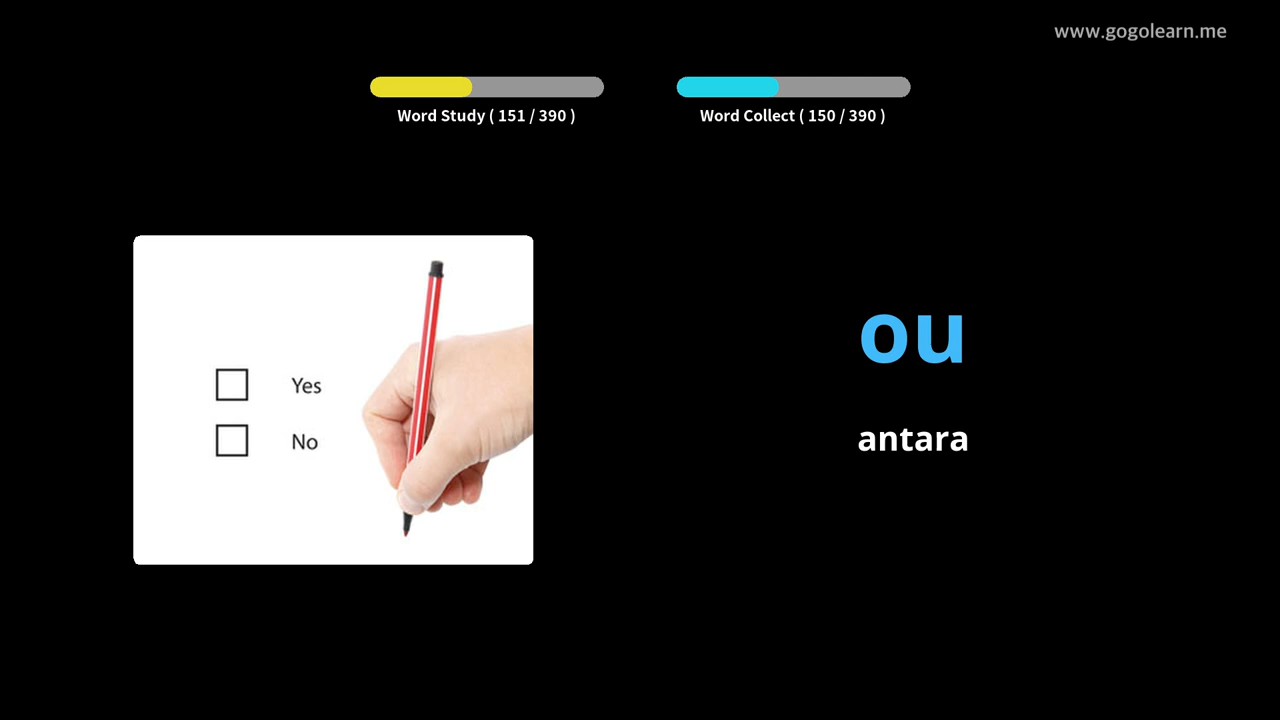 www.gogolearn.me
Word Study ( 151 / 390 )
Word Collect ( 150 / 390 )
Yes
No
ou
antara